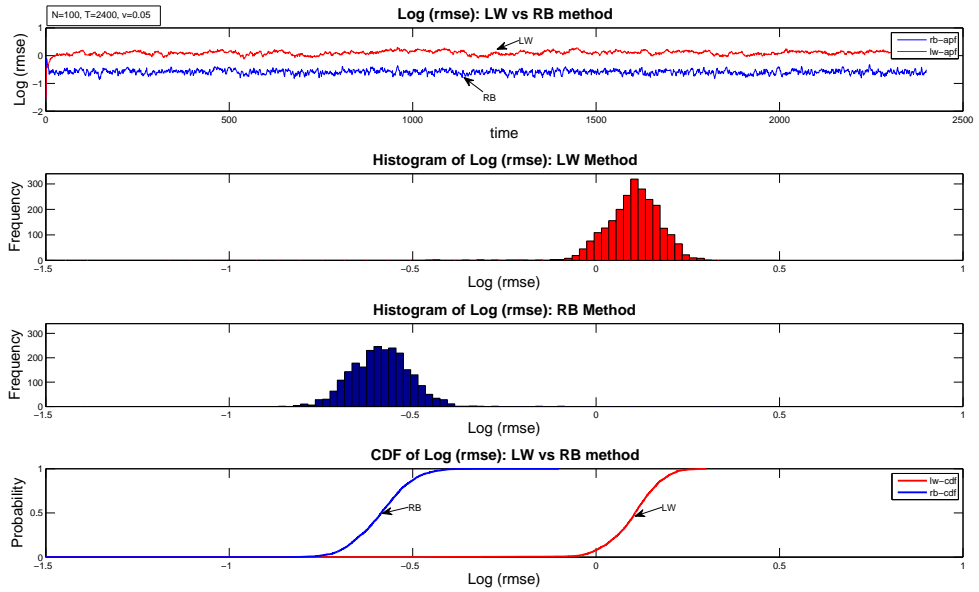 N=100, T=2400, v=0.05
Log (rmse): LW vs RB method
Log (rmse)
1
0
−1
−2
LW
RB
rb−apf
lw−apf
0
500
1000
1500
2000
2500
time
Histogram of Log (rmse): LW Method
Frequency
300
200
100
0
−1.5
−1
−0.5
0
0.5
1
Log (rmse)
Histogram of Log (rmse): RB Method
Frequency
300
200
100
0
−1.5
−1
−0.5
0
0.5
1
Log (rmse)
CDF of Log (rmse): LW vs RB method
Probability
1
0.5
0
RB
LW
lw−cdf
rb−cdf
−1.5
−1
−0.5
0
0.5
1
Log (rmse)